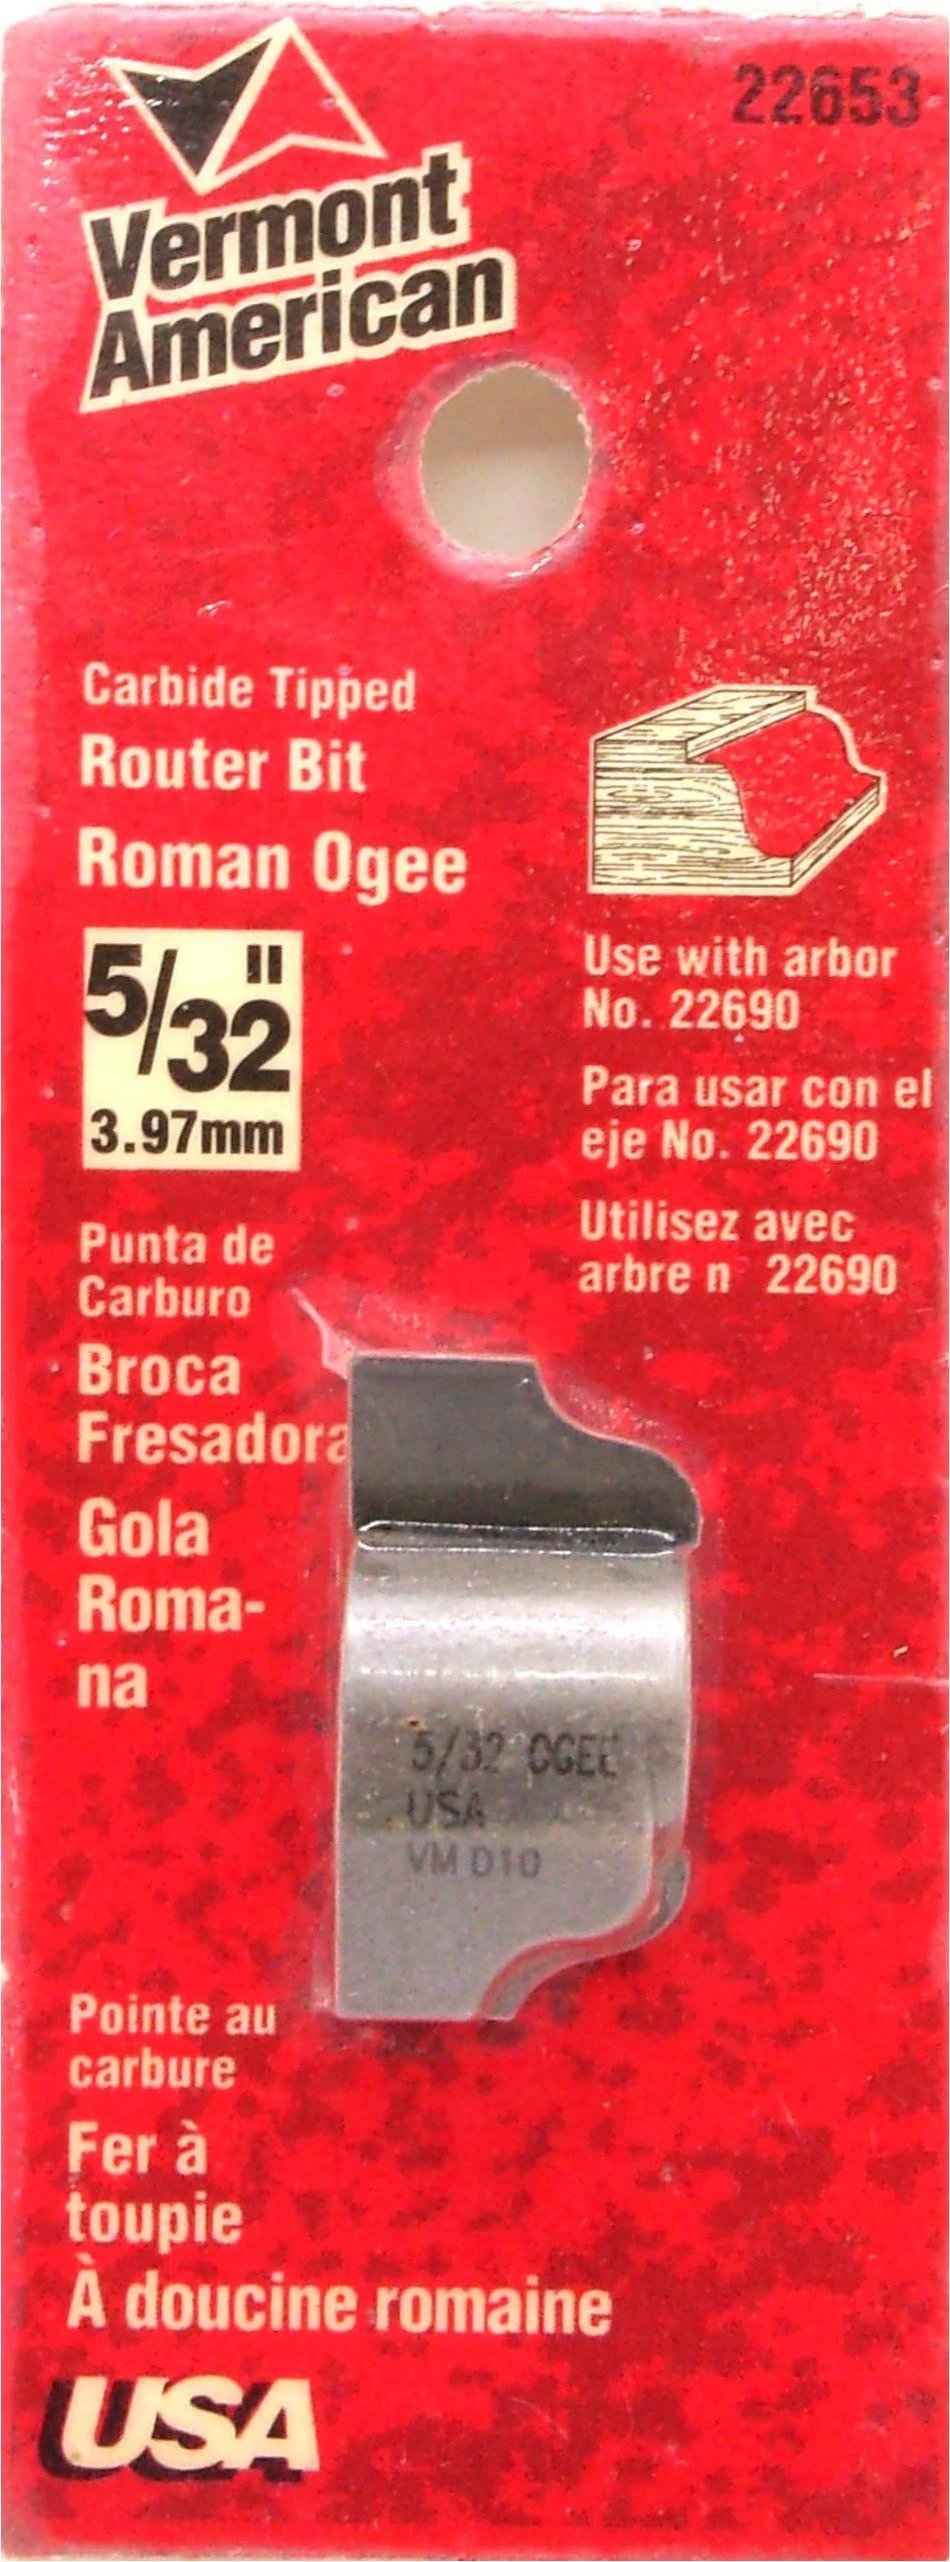 22653
Vermont
American
Carbide Tipped
Router Bit
Roman Ogee
5/32"
3.97mm
Use with arbor
No. 22690
Para usar con el
eje No. 22690
Utilisez avec
arbre n° 22690
Punta de
Carburo
Broca
Fresadora
Gola
Roma-
na
5/32 OGEE
USA
VM D10
Pointe au
carbure
Fer à
toupie
À doucine romaine
USA